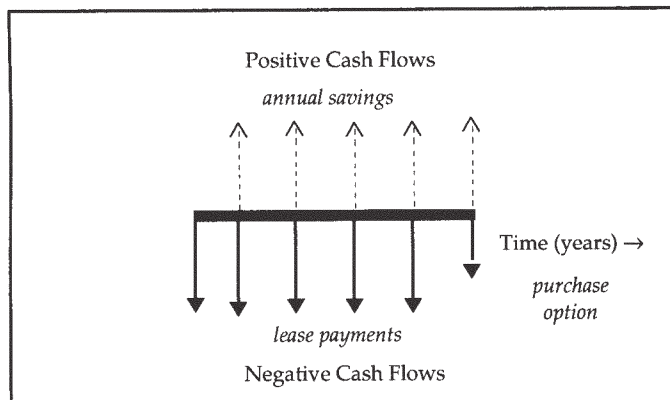 Positive Cash Flows
annual savings
Time (years) →
purchase
option
lease payments
Negative Cash Flows